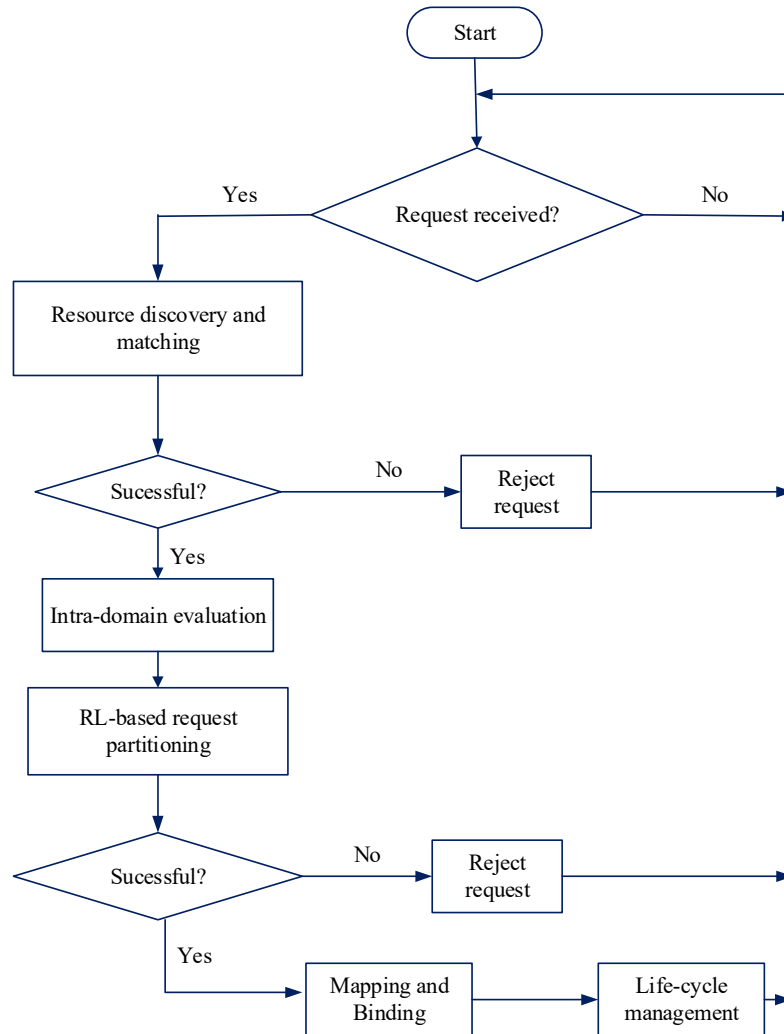 Start
Request received?
Yes
No
Resource discovery and
matching
Sucessful?
No
Reject
request
Yes
Intra-domain evaluation
RL-based request
partitioning
Sucessful?
No
Reject
request
Yes
Mapping and
Binding
Life-cycle
management